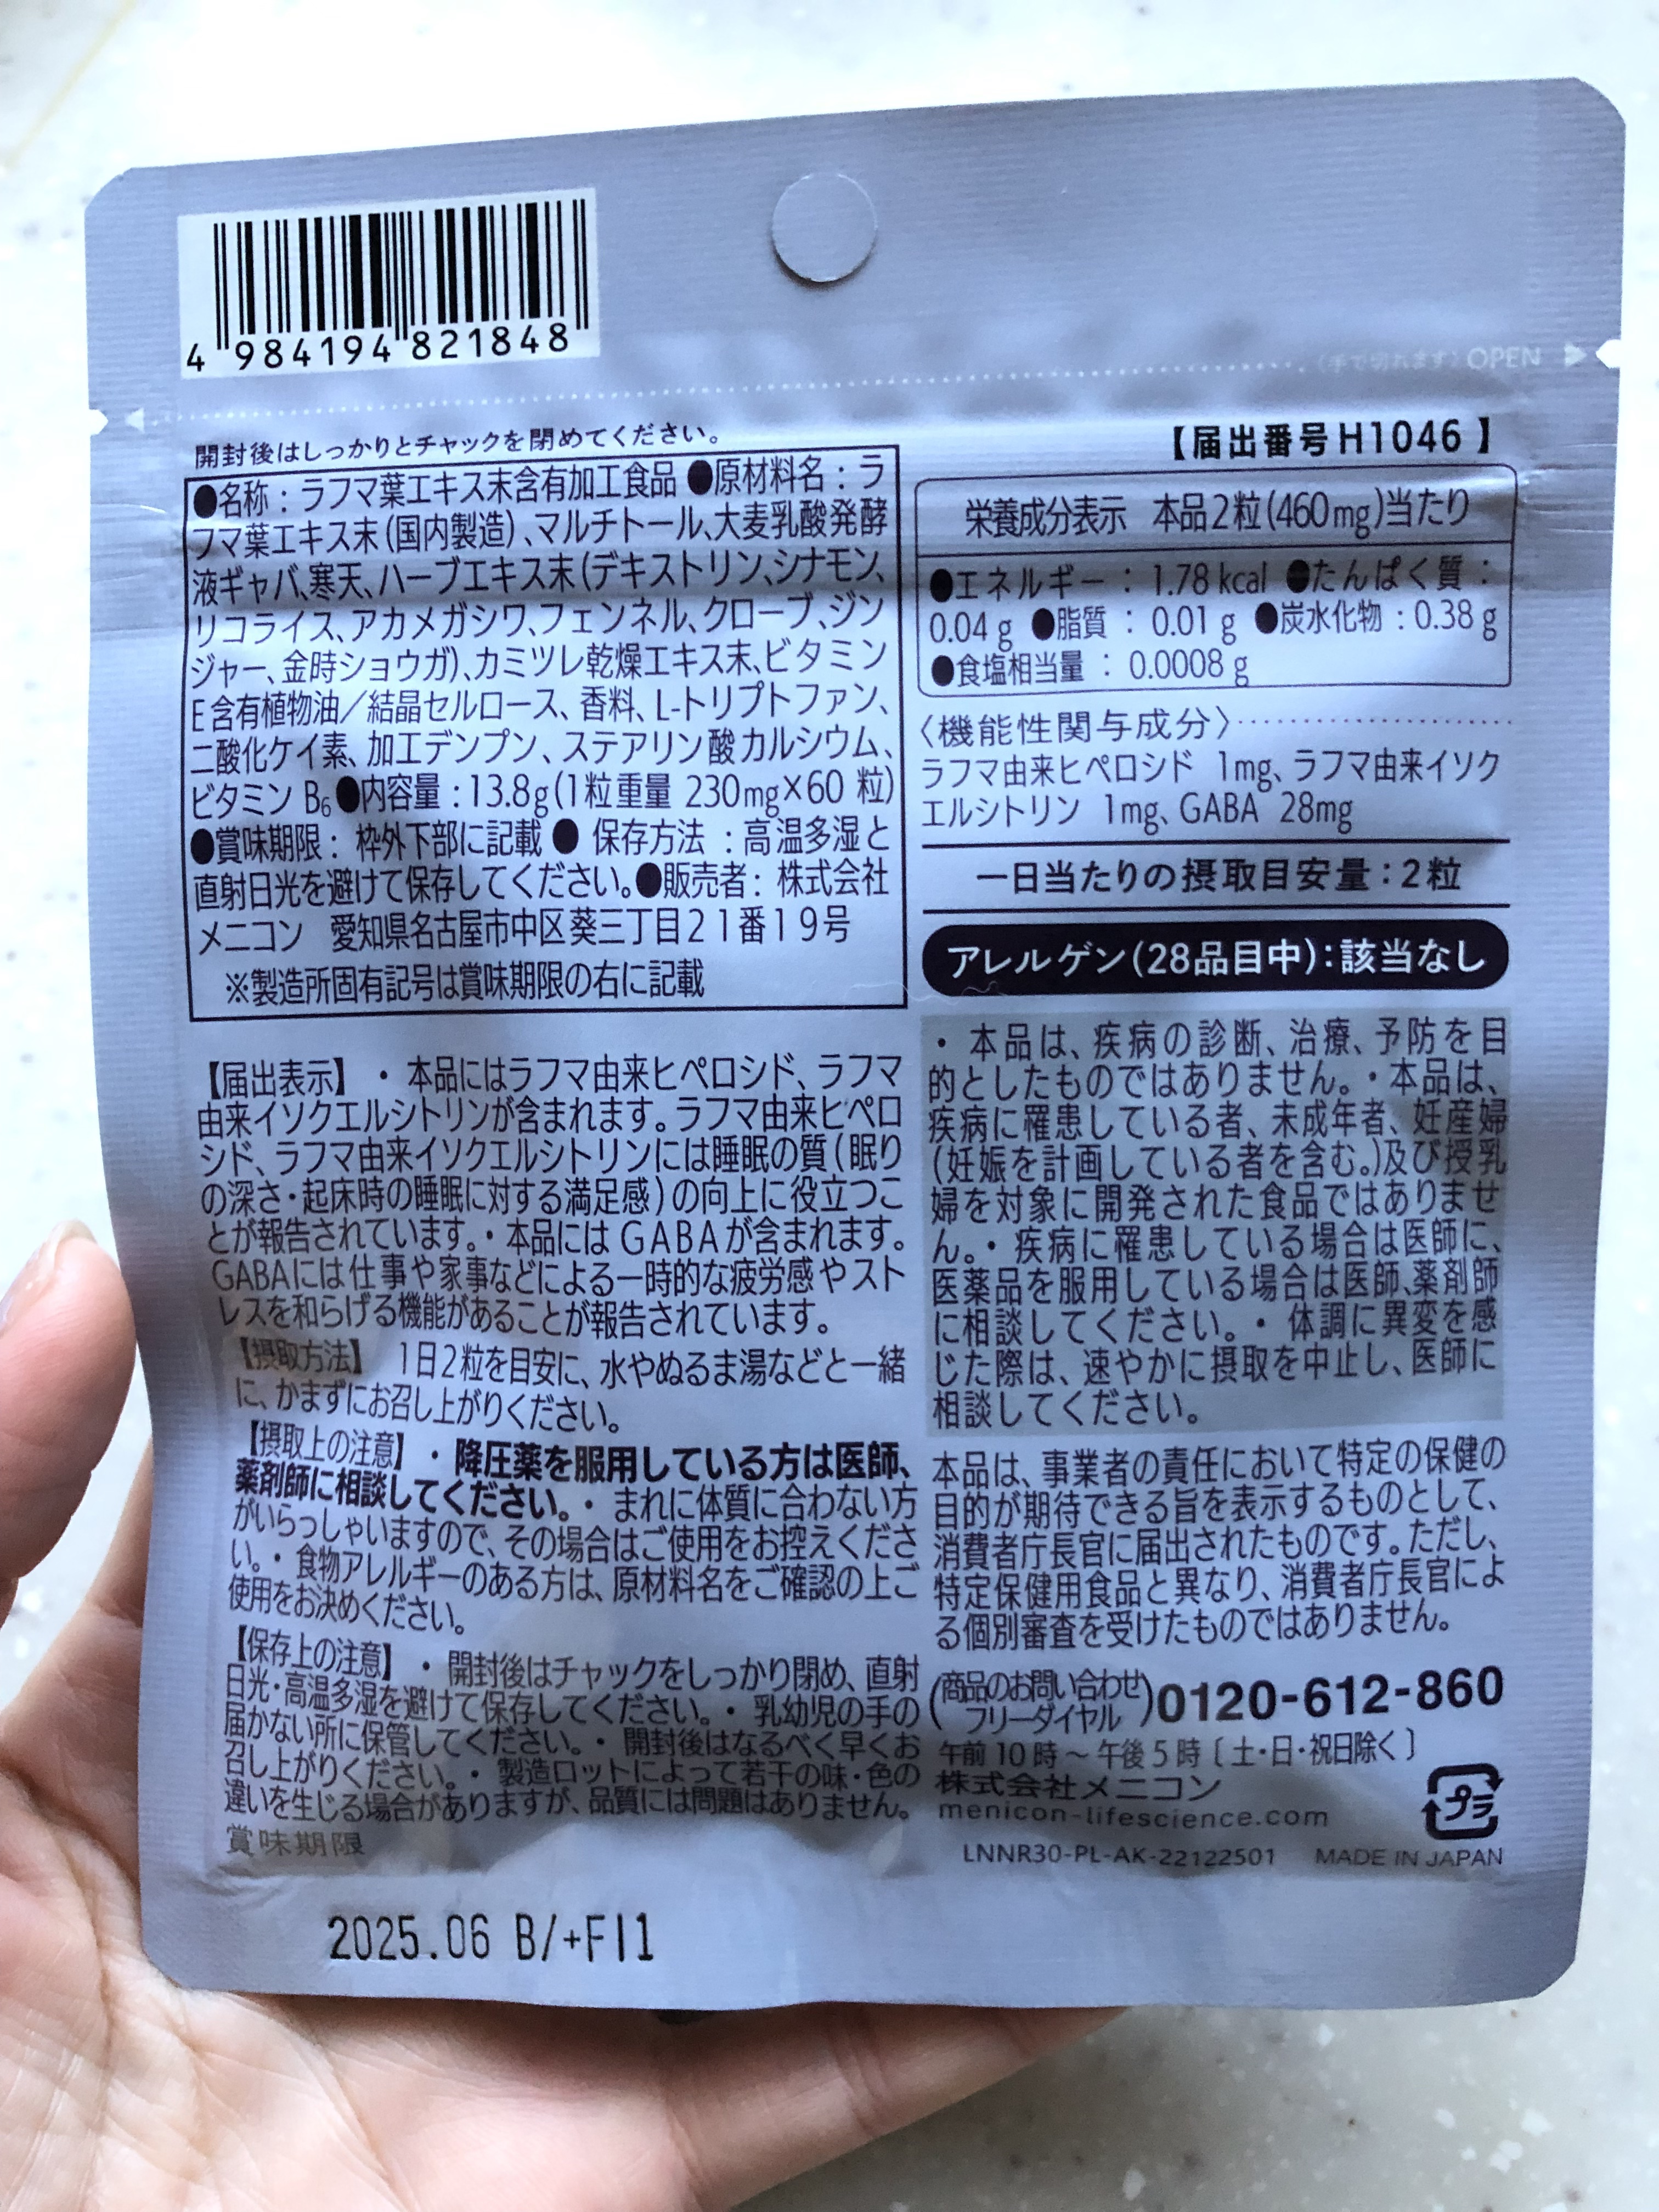 4 984194 821848
(手で切れます) OPEN
開封後はしっかりとチャックを閉めてください。
●名称：ラフマ葉エキス末含有加工食品 ●原材料名：ラ
フマ葉エキス末(国内製造)、マルチトール、大麦乳酸発酵
液ギャバ、寒天、ハーブエキス末(デキストリン、シナモン、
リコライス、アカメガシワ、フェンネル、クローブ、ジン
ジャー、金時ショウガ)、カミツレ乾燥エキス末、ビタミン
E含有植物油／結晶セルロース、香料、L-トリプトファン、
二酸化ケイ素、加工デンプン、ステアリン酸カルシウム、
ビタミン B6●内容量：13.8g(1粒重量 230mg×60 粒)
●賞味期限：枠外下部に記載● 保存方法：高温多湿と
直射日光を避けて保存してください。●販売者：株式会社
メニコン 愛知県名古屋市中区葵三丁目21番19号
※製造所固有記号は賞味期限の右に記載
【届出表示】・本品にはラフマ由来ヒペロシド、ラフマ
由来イソクエルシトリンが含まれます。ラフマ由来ヒペロ
シド、ラフマ由来イソクエルシトリンには睡眠の質(眠り
の深さ・起床時の睡眠に対する満足感)の向上に役立つこ
とが報告されています。・本品には GABAが含まれます。
GABAには仕事や家事などによる一時的な疲労感やスト
レスを和らげる機能があることが報告されています。
【摂取方法】 1日2粒を目安に、水やぬるま湯などと一緒
に、かまずにお召し上がりください。
【摂取上の注意】・降圧薬を服用している方は医師、
薬剤師に相談してください。・まれに体質に合わない方
がいらっしゃいますので、その場合はご使用をお控えくださ
い。・食物アレルギーのある方は、原材料名をご確認の上ご
使用をお決めください。
【保存上の注意】・開封後はチャックをしっかり閉め、直射
日光・高温多湿を避けて保存してください。・乳幼児の手の
届かない所に保管してください。・開封後はなるべく早くお
召し上がりください。・製造ロットによって若干の味・色の
違いを生じる場合がありますが、品質には問題はありません。
賞味期限
2025.06 B/+FI1
【届出番号H1046】
栄養成分表示 本品2粒(460mg)当たり
●エネルギー：1.78 kcal ●たんぱく質：
0.04 g ●脂質：0.01 g ●炭水化物：0.38 g
●食塩相当量：0.0008 g
〈機能性関与成分〉
ラフマ由来ヒペロシド 1mg、ラフマ由来イソク
エルシトリン 1mg、GABA 28mg
一日当たりの摂取目安量：2粒
アレルゲン(28品目中)：該当なし
・本品は、疾病の診断、治療、予防を目
的としたものではありません。・本品は、
疾病に罹患している者、未成年者、妊産婦
(妊娠を計画している者を含む。)及び授乳
婦を対象に開発された食品ではありませ
ん。・疾病に罹患している場合は医師に、
医薬品を服用している場合は医師、薬剤師
に相談してください。・体調に異変を感
じた際は、速やかに摂取を中止し、医師に
相談してください。
本品は、事業者の責任において特定の保健の
目的が期待できる旨を表示するものとして、
消費者庁長官に届出されたものです。ただし、
特定保健用食品と異なり、消費者庁長官によ
る個別審査を受けたものではありません。
(商品のお問い合わせ フリーダイヤル)0120-612-860
午前10時～午後5時〔土・日・祝日除く〕
株式会社メニコン
menicon-lifescience.com
プラ
LNNR30-PL-AK-22122501 MADE IN JAPAN